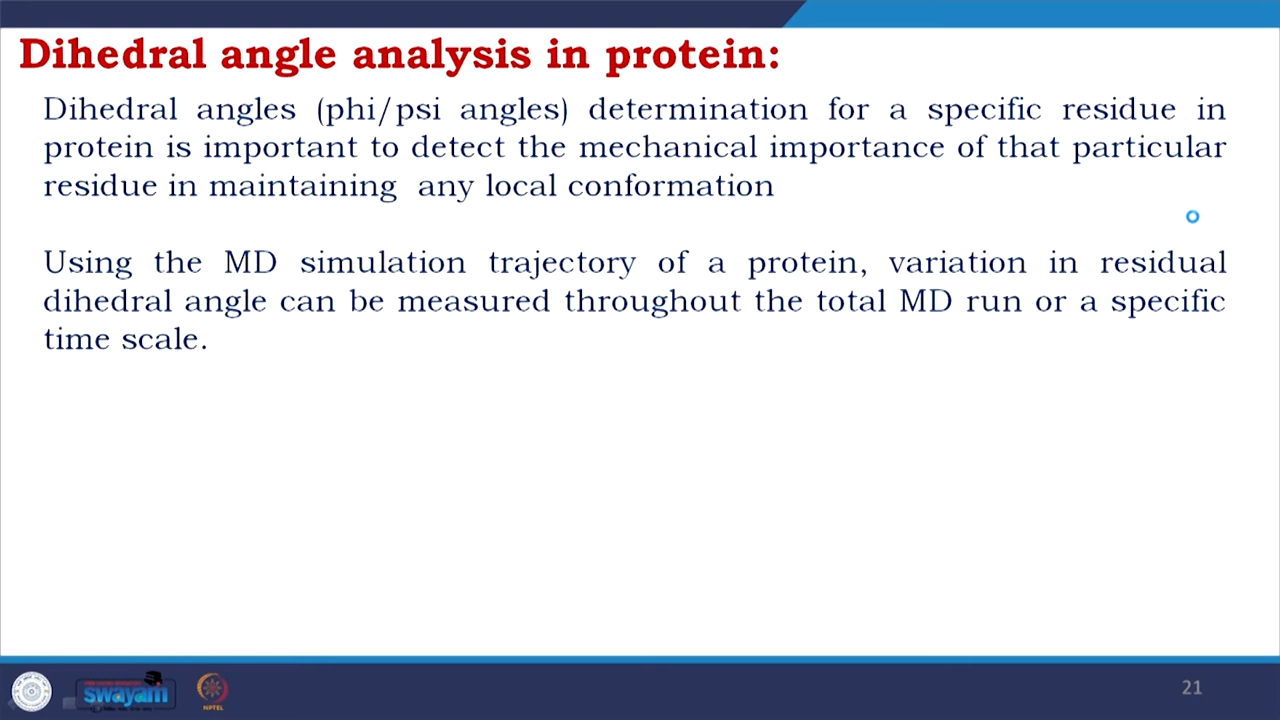 Dihedral angle analysis in protein:
Dihedral angles (phi/psi angles) determination for a specific residue in
protein is important to detect the mechanical importance of that particular
residue in maintaining any local conformation
Using the MD simulation trajectory of a protein, variation in residual
dihedral angle can be measured throughout the total MD run or a specific
time scale.
swayam
NPTEL
21